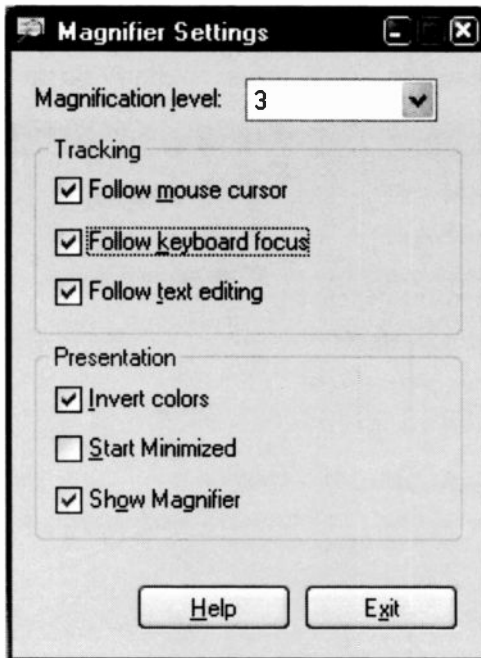 Magnifier Settings
Magnification level: 3
Tracking
Follow mouse cursor
Follow keyboard focus
Follow text editing
Presentation
Invert colors
Start Minimized
Show Magnifier
Help Exit